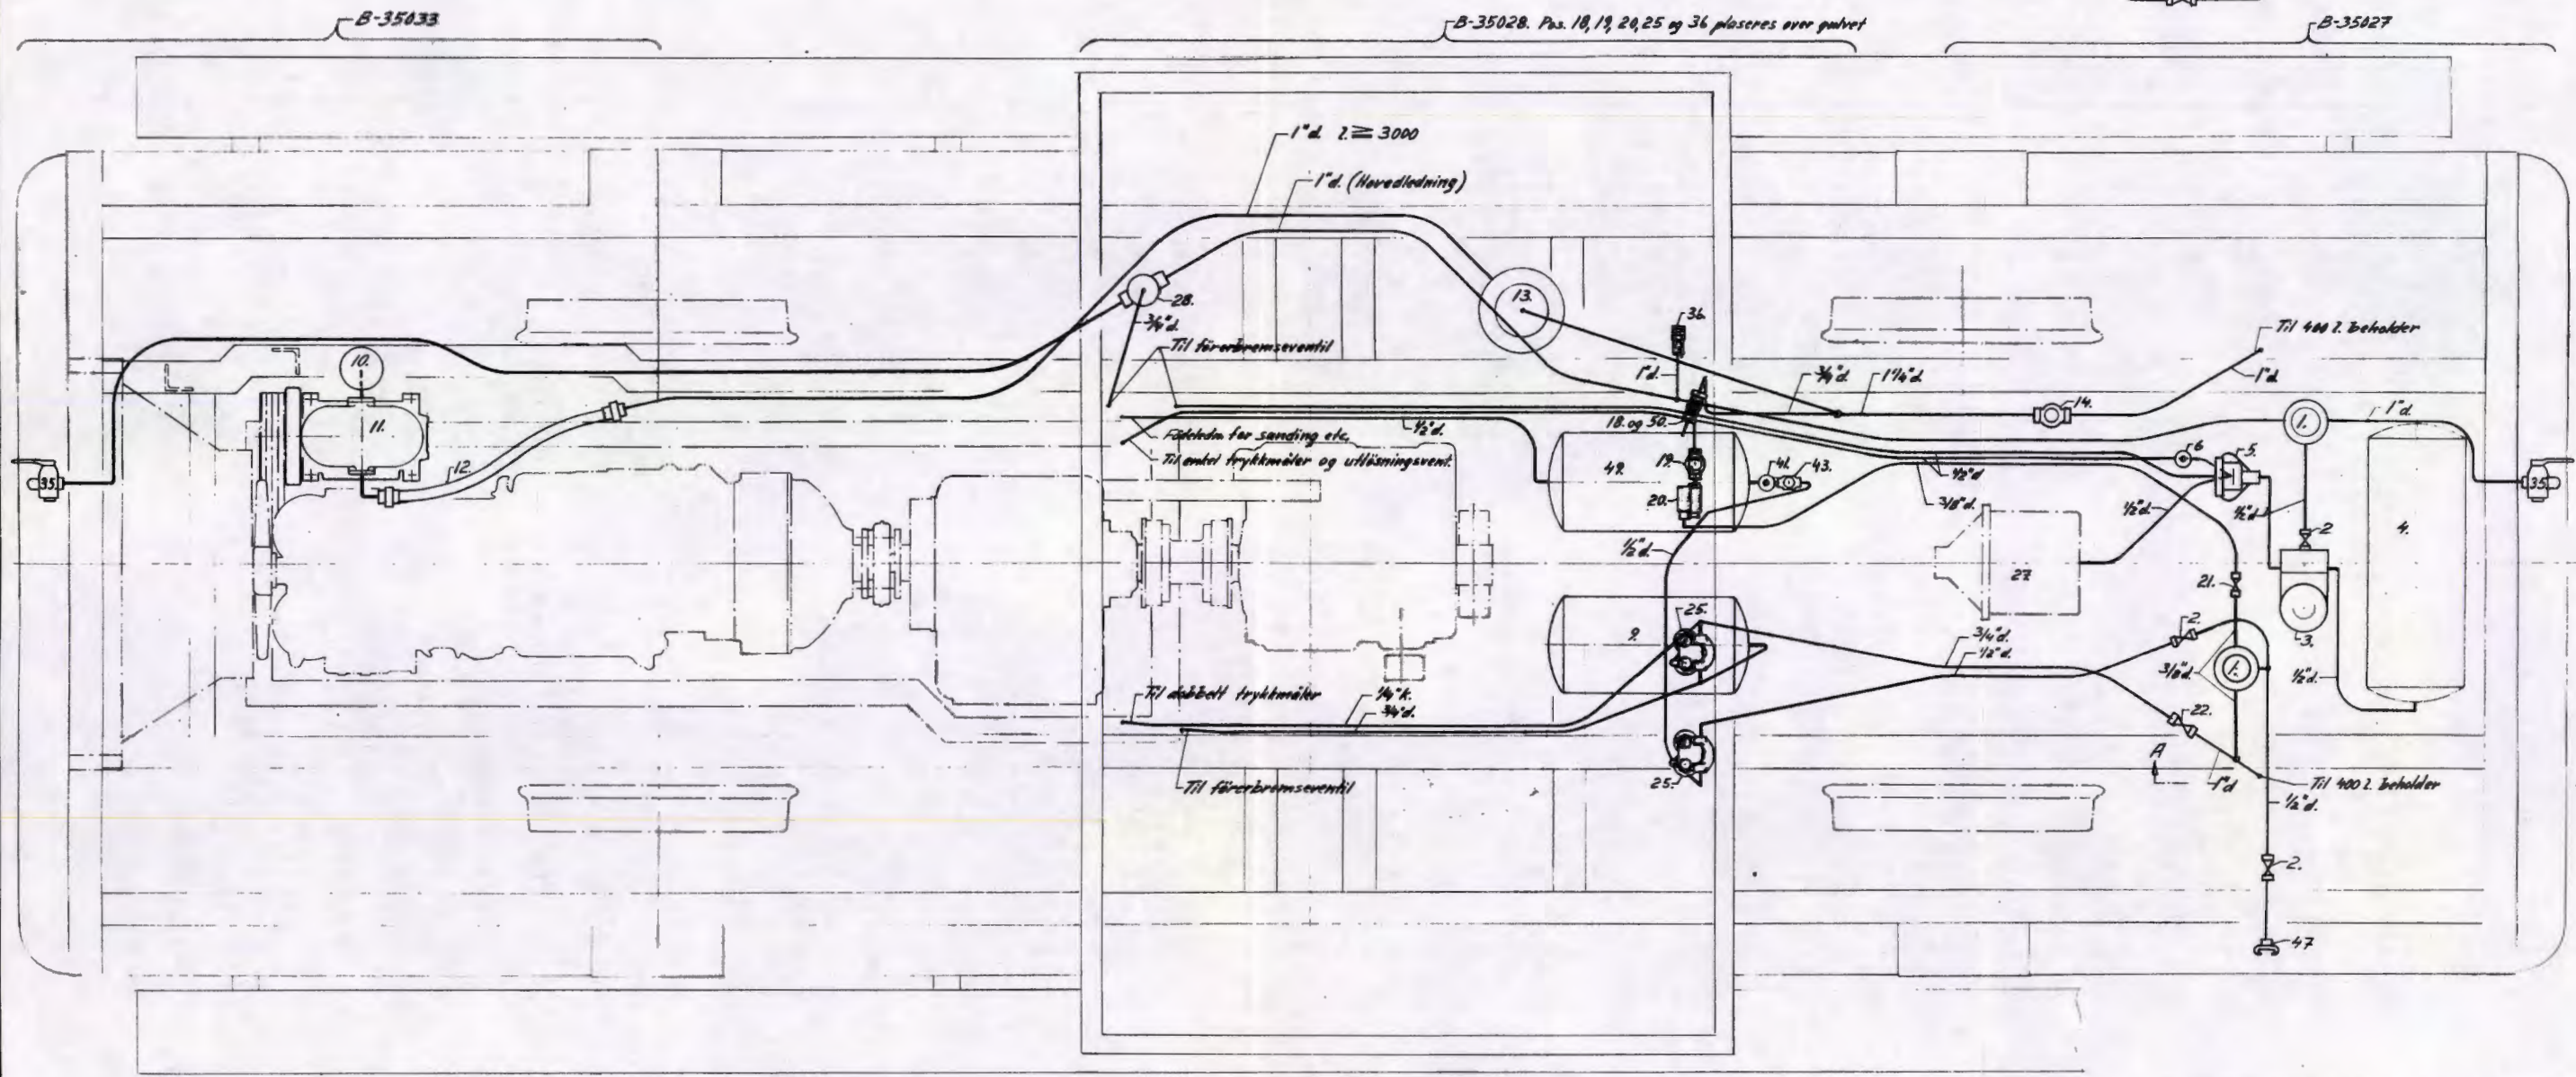 B-35033
B-35028. Pos. 18, 19, 20, 25 og 36 plaseres over gulvet
B-35027
1"d. l. ≧ 3000
1"d. (Hovedledning)
28.
3/4"d.
13.
36.
Til förerbremseventil
Til 400 l. beholder
1"d.
10.
1"d.
3/4"d.
1 1/4"d.
14.
1.
1"d.
11.
18. og 50.
Födeledn. for sanding etc.
1/2"d.
Til enkel trykkmåler og utlösningsvent.
12.
49.
19.
41.
43.
6
5.
35.
35.
20.
1/2"d
3/8"d.
1/2"d.
1/2"d
2
4.
1/2"d.
27.
21.
3.
9.
25.
2.
3/4"d.
1/2"d.
3/8"d.
1.
1/2"d.
Til dobbelt trykkmåler
1/4"k.
3/4"d.
22.
A
Til förerbremseventil
25.
1"d
Til 400 l. beholder
1/2"d.
2.
47